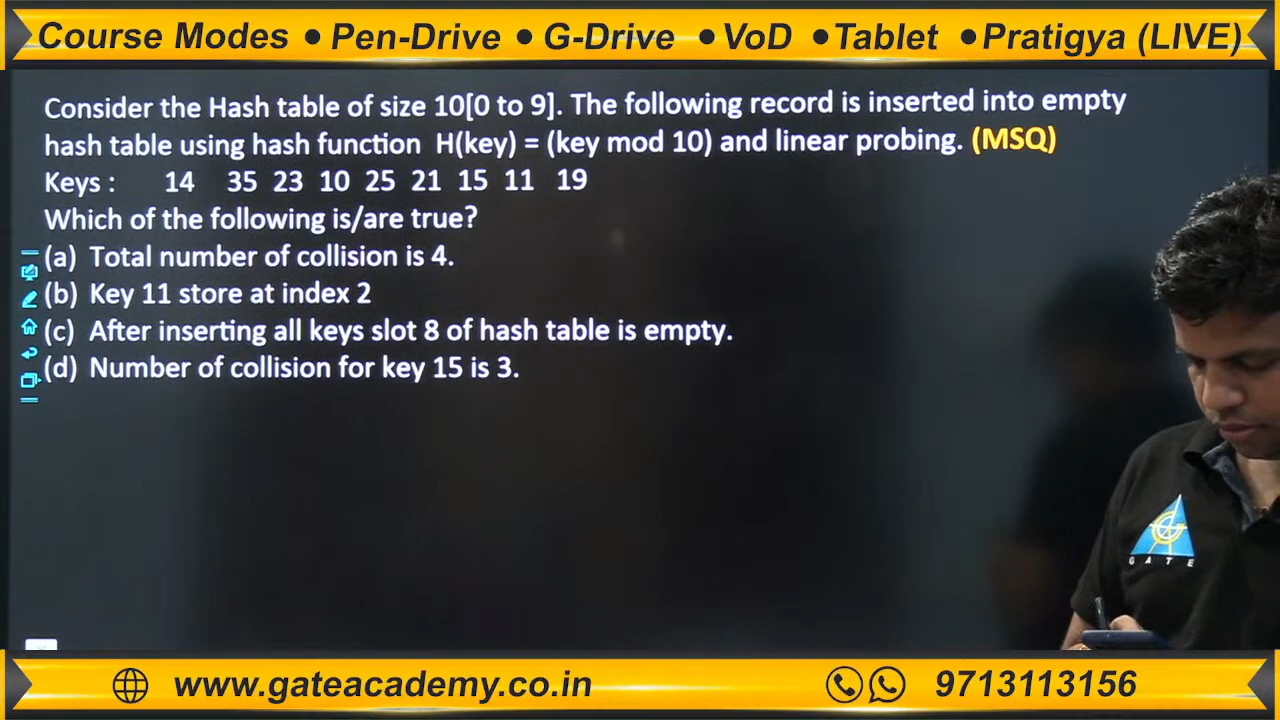 Course Modes • Pen-Drive • G-Drive • VoD • Tablet • Pratigya (LIVE)
Consider the Hash table of size 10[0 to 9]. The following record is inserted into empty
hash table using hash function H(key) = (key mod 10) and linear probing. (MSQ)
Keys : 14 35 23 10 25 21 15 11 19
Which of the following is/are true?
(a) Total number of collision is 4.
(b) Key 11 store at index 2
(c) After inserting all keys slot 8 of hash table is empty.
(d) Number of collision for key 15 is 3.
GATE
www.gateacademy.co.in
9713113156